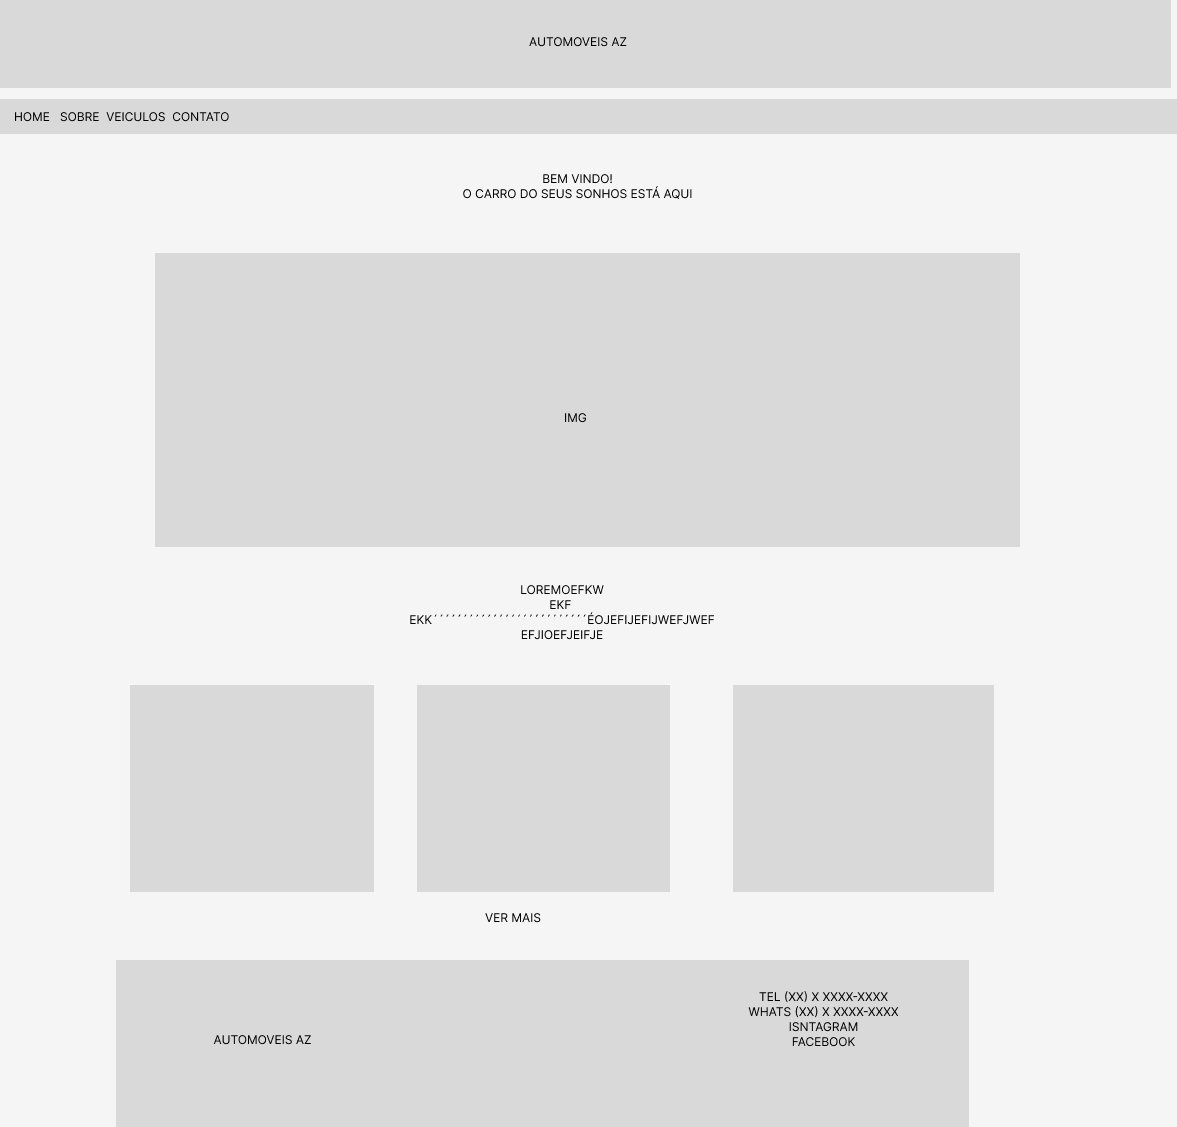 AUTOMOVEIS AZ
HOME SOBRE VEICULOS CONTATO
BEM VINDO!
O CARRO DO SEUS SONHOS ESTÁ AQUI
IMG
LOREMOEFKW
EKF
EKK´´´´´´´´´´´´´´´´´´´´´´´´´´ÉOJEFIJEFIJWEFJWEF
EFJIOEFJEIFJE
VER MAIS
AUTOMOVEIS AZ
TEL (XX) X XXXX-XXXX
WHATS (XX) X XXXX-XXXX
ISNTAGRAM
FACEBOOK